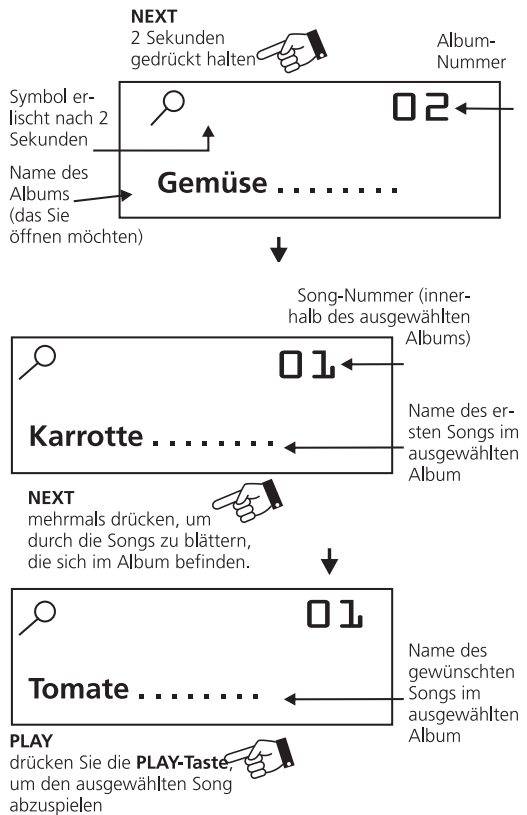 NEXT
2 Sekunden
gedrückt halten
Album-
Nummer
Symbol er-
lischt nach 2
Sekunden
02
Name des
Albums
(das Sie
öffnen möchten)
Gemüse . . . . . . . .
Song-Nummer (inner-
halb des ausgewählten
Albums)
01
Karrotte . . . . . . . .
Name des er-
sten Songs im
ausgewählten
Album
NEXT
mehrmals drücken, um
durch die Songs zu blättern,
die sich im Album befinden.
01
Tomate . . . . . . . .
Name des
gewünschten
Songs im
ausgewählten
Album
PLAY
drücken Sie die PLAY-Taste,
um den ausgewählten Song
abzuspielen